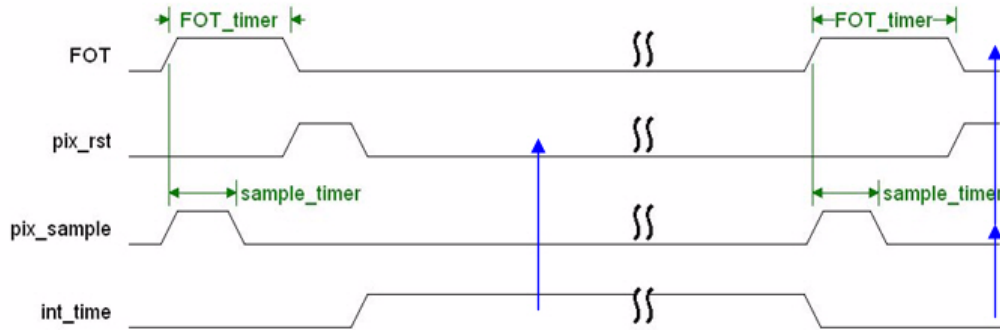 FOT_timer
FOT_timer
FOT
pix_rst
sample_timer
sample_timer
pix_sample
int_time